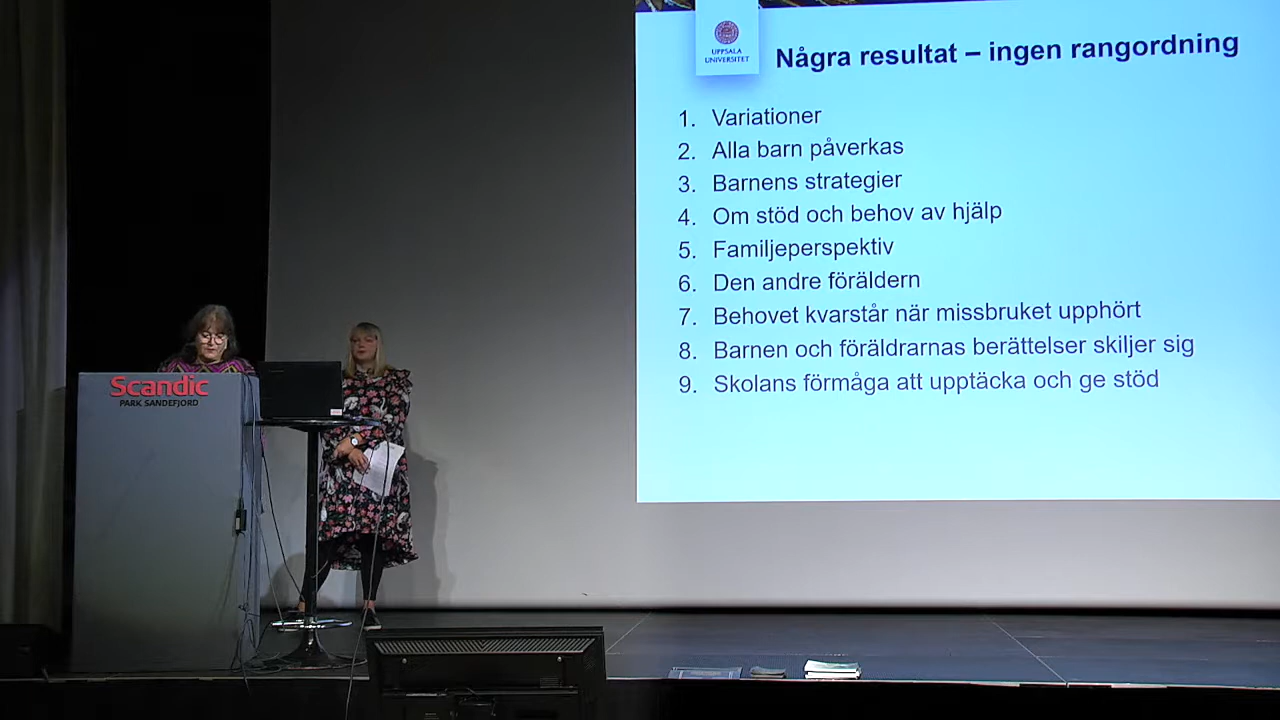 UPPSALA
UNIVERSITET
Några resultat – ingen rangordning
1. Variationer
2. Alla barn påverkas
3. Barnens strategier
4. Om stöd och behov av hjälp
5. Familjeperspektiv
6. Den andre föräldern
7. Behovet kvarstår när missbruket upphört
8. Barnen och föräldrarnas berättelser skiljer sig
9. Skolans förmåga att upptäcka och ge stöd
Scandic
PARK SANDEFJORD